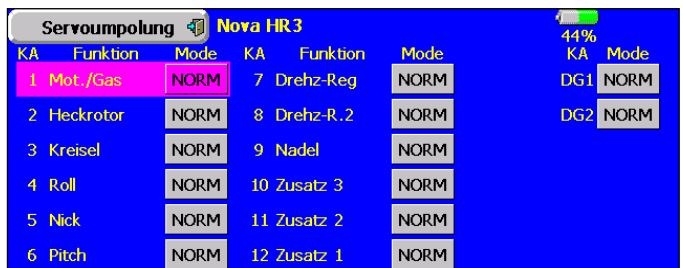 Servoumpolung Nova HR3 44%
KA Funktion Mode KA Funktion Mode KA Mode
1 Mot./Gas NORM 7 Drehz-Reg NORM DG1 NORM
2 Heckrotor NORM 8 Drehz-R.2 NORM DG2 NORM
3 Kreisel NORM 9 Nadel NORM
4 Roll NORM 10 Zusatz 3 NORM
5 Nick NORM 11 Zusatz 2 NORM
6 Pitch NORM 12 Zusatz 1 NORM